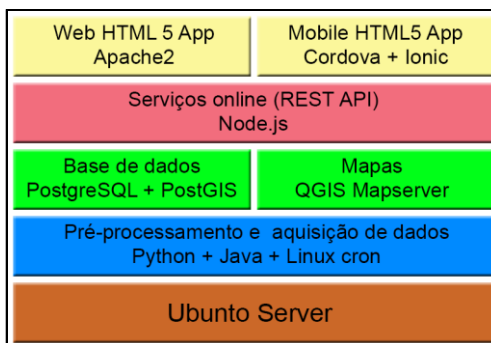 Web HTML 5 App
Apache2
Mobile HTML5 App
Cordova + Ionic
Serviços online (REST API)
Node.js
Base de dados
PostgreSQL + PostGIS
Mapas
QGIS Mapserver
Pré-processamento e aquisição de dados
Python + Java + Linux cron
Ubunto Server